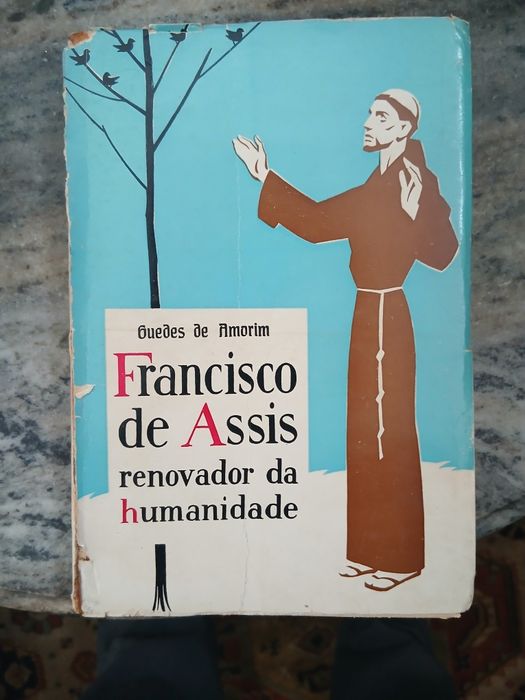 Guedes de Amorim
Francisco
de Assis
renovador da
humanidade